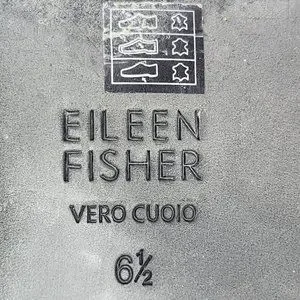 EILEEN
FISHER
VERO CUOIO
6½